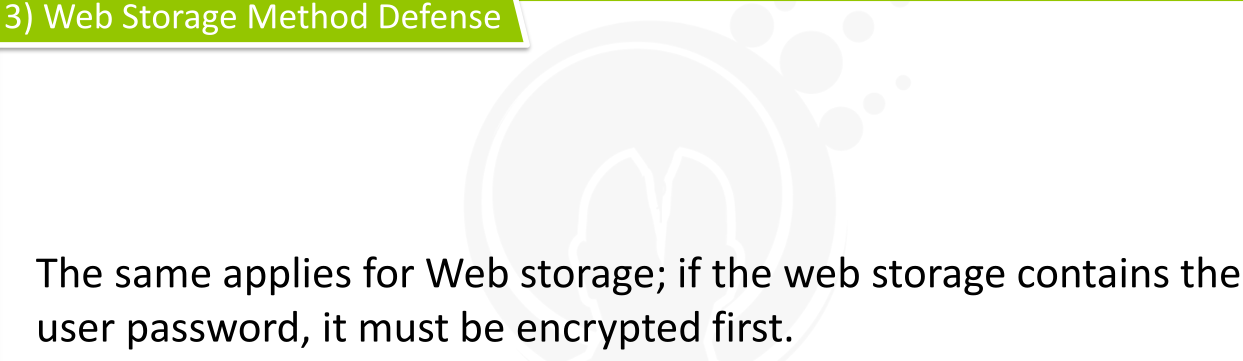 3) Web Storage Method Defense
The same applies for Web storage; if the web storage contains the
user password, it must be encrypted first.